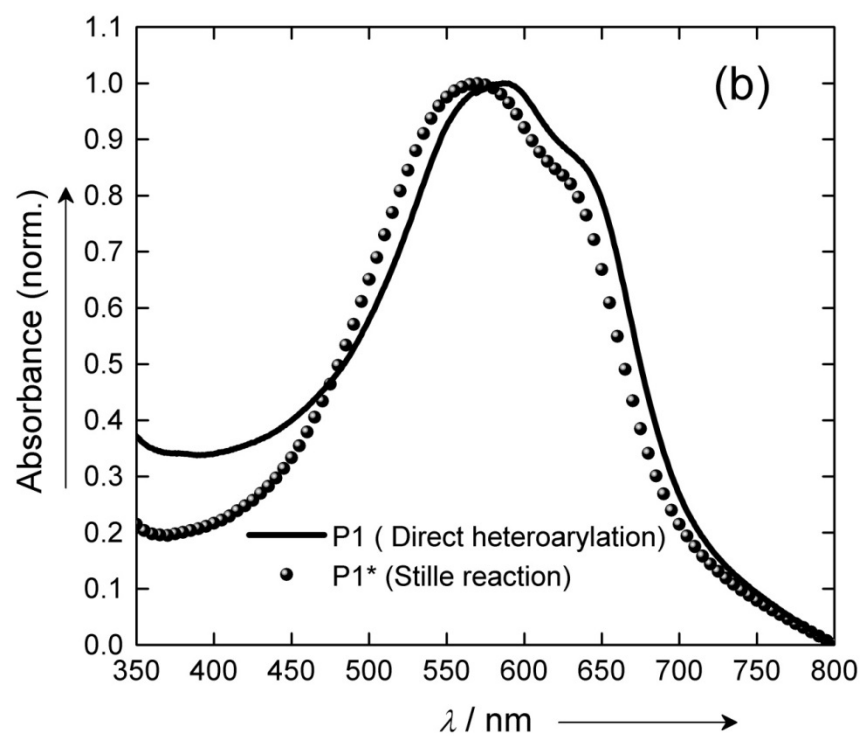 1.1
1.0
0.9
0.8
0.7
0.6
0.5
0.4
0.3
0.2
0.1
0.0
Absorbance (norm.)
(b)
P1 ( Direct heteroarylation)
P1* (Stille reaction)
350 400 450 500 550 600 650 700 750 800
λ / nm